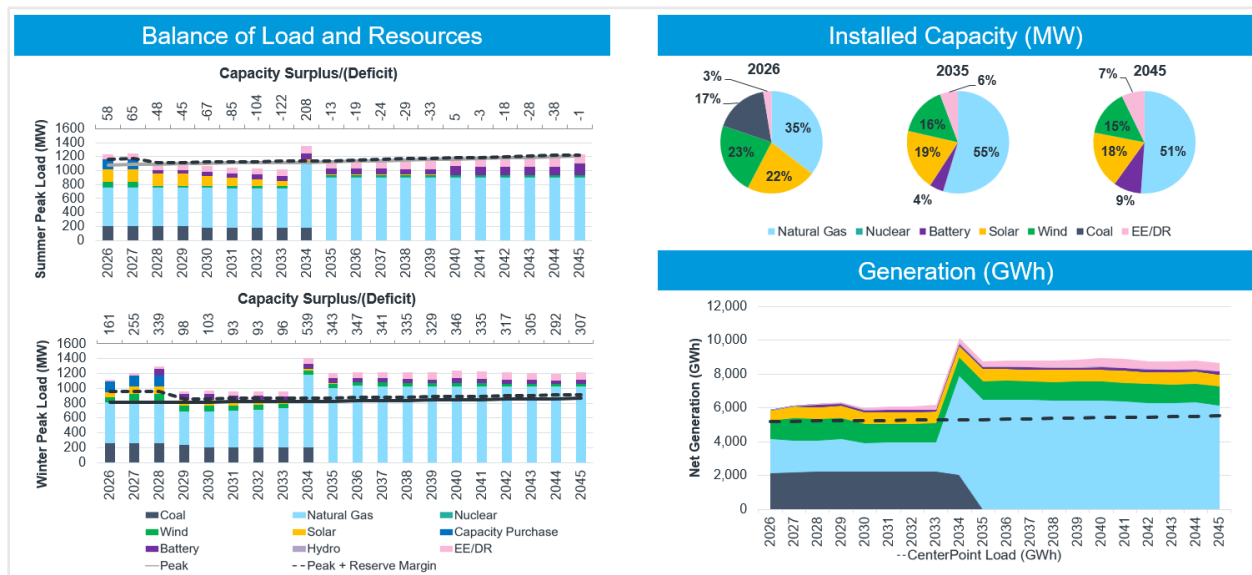 Balance of Load and Resources
Capacity Surplus/(Deficit)
58 65 -48 -45 -67 -85 -104 -122 208 -13 -19 -24 -29 -33 5 -3 -18 -28 -38 -1
Summer Peak Load (MW)
1600
1400
1200
1000
800
600
400
200
0
2026 2027 2028 2029 2030 2031 2032 2033 2034 2035 2036 2037 2038 2039 2040 2041 2042 2043 2044 2045
Capacity Surplus/(Deficit)
161 255 339 98 103 93 93 96 539 343 347 341 335 329 346 335 317 305 292 307
Winter Peak Load (MW)
1600
1400
1200
1000
800
600
400
200
0
2026 2027 2028 2029 2030 2031 2032 2033 2034 2035 2036 2037 2038 2039 2040 2041 2042 2043 2044 2045
Coal Natural Gas Nuclear
Wind Solar Capacity Purchase
Battery Hydro EE/DR
Peak Peak + Reserve Margin
Installed Capacity (MW)
2026 2035 2045
3% 17% 23% 22% 35%
6% 16% 19% 4% 55%
7% 15% 18% 9% 51%
Natural Gas Nuclear Battery Solar Wind Coal EE/DR
Generation (GWh)
Net Generation (GWh)
12,000
10,000
8,000
6,000
4,000
2,000
0
2026 2027 2028 2029 2030 2031 2032 2033 2034 2035 2036 2037 2038 2039 2040 2041 2042 2043 2044 2045
--CenterPoint Load (GWh)